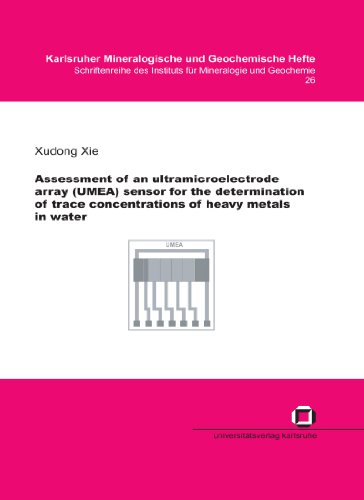 Karlsruher Mineralogische und Geochemische Hefte
Schriftenreihe des Instituts für Mineralogie und Geochemie
26
Xudong Xie
Assessment of an ultramicroelectrode
array (UMEA) sensor for the determination
of trace concentrations of heavy metals
in water
UMEA
universitätsverlag karlsruhe